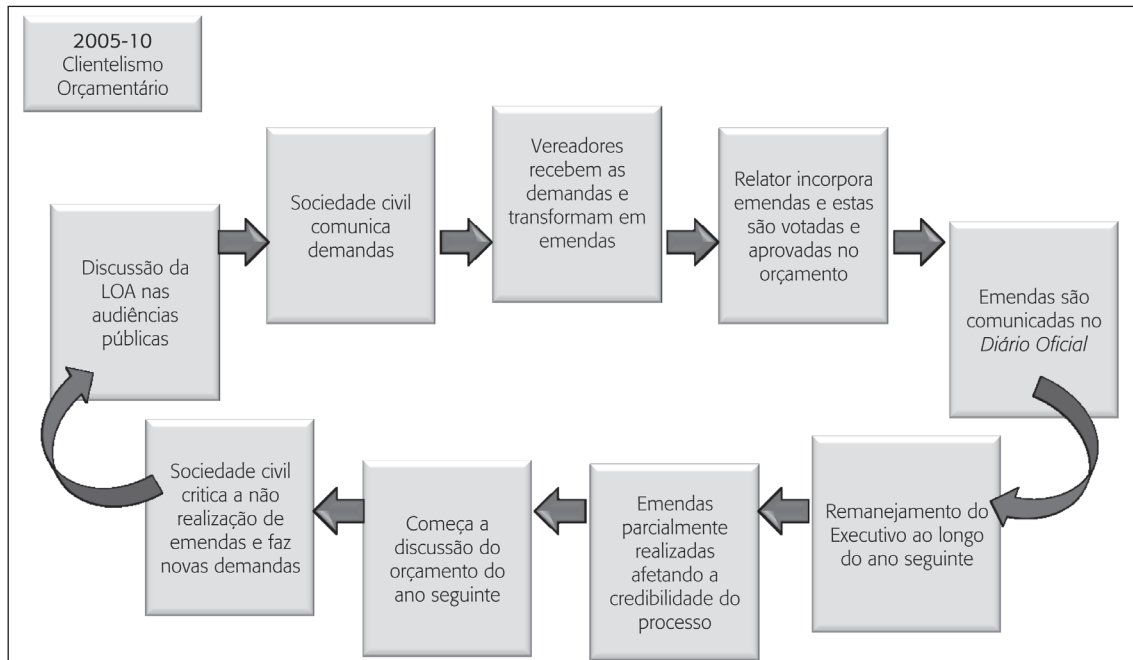 2005-10
Clientelismo
Orçamentário
Discussão da
LOA nas
audiências
públicas
Sociedade civil
comunica
demandas
Vereadores
recebem as
demandas e
transformam em
emendas
Relator incorpora
emendas e estas
são votadas e
aprovadas no
orçamento
Emendas são
comunicadas no
Diário Oficial
Remanejamento do
Executivo ao longo
do ano seguinte
Emendas
parcialmente
realizadas
afetando a
credibilidade do
processo
Começa a
discussão do
orçamento do
ano seguinte
Sociedade civil
critica a não
realização de
emendas e faz
novas demandas